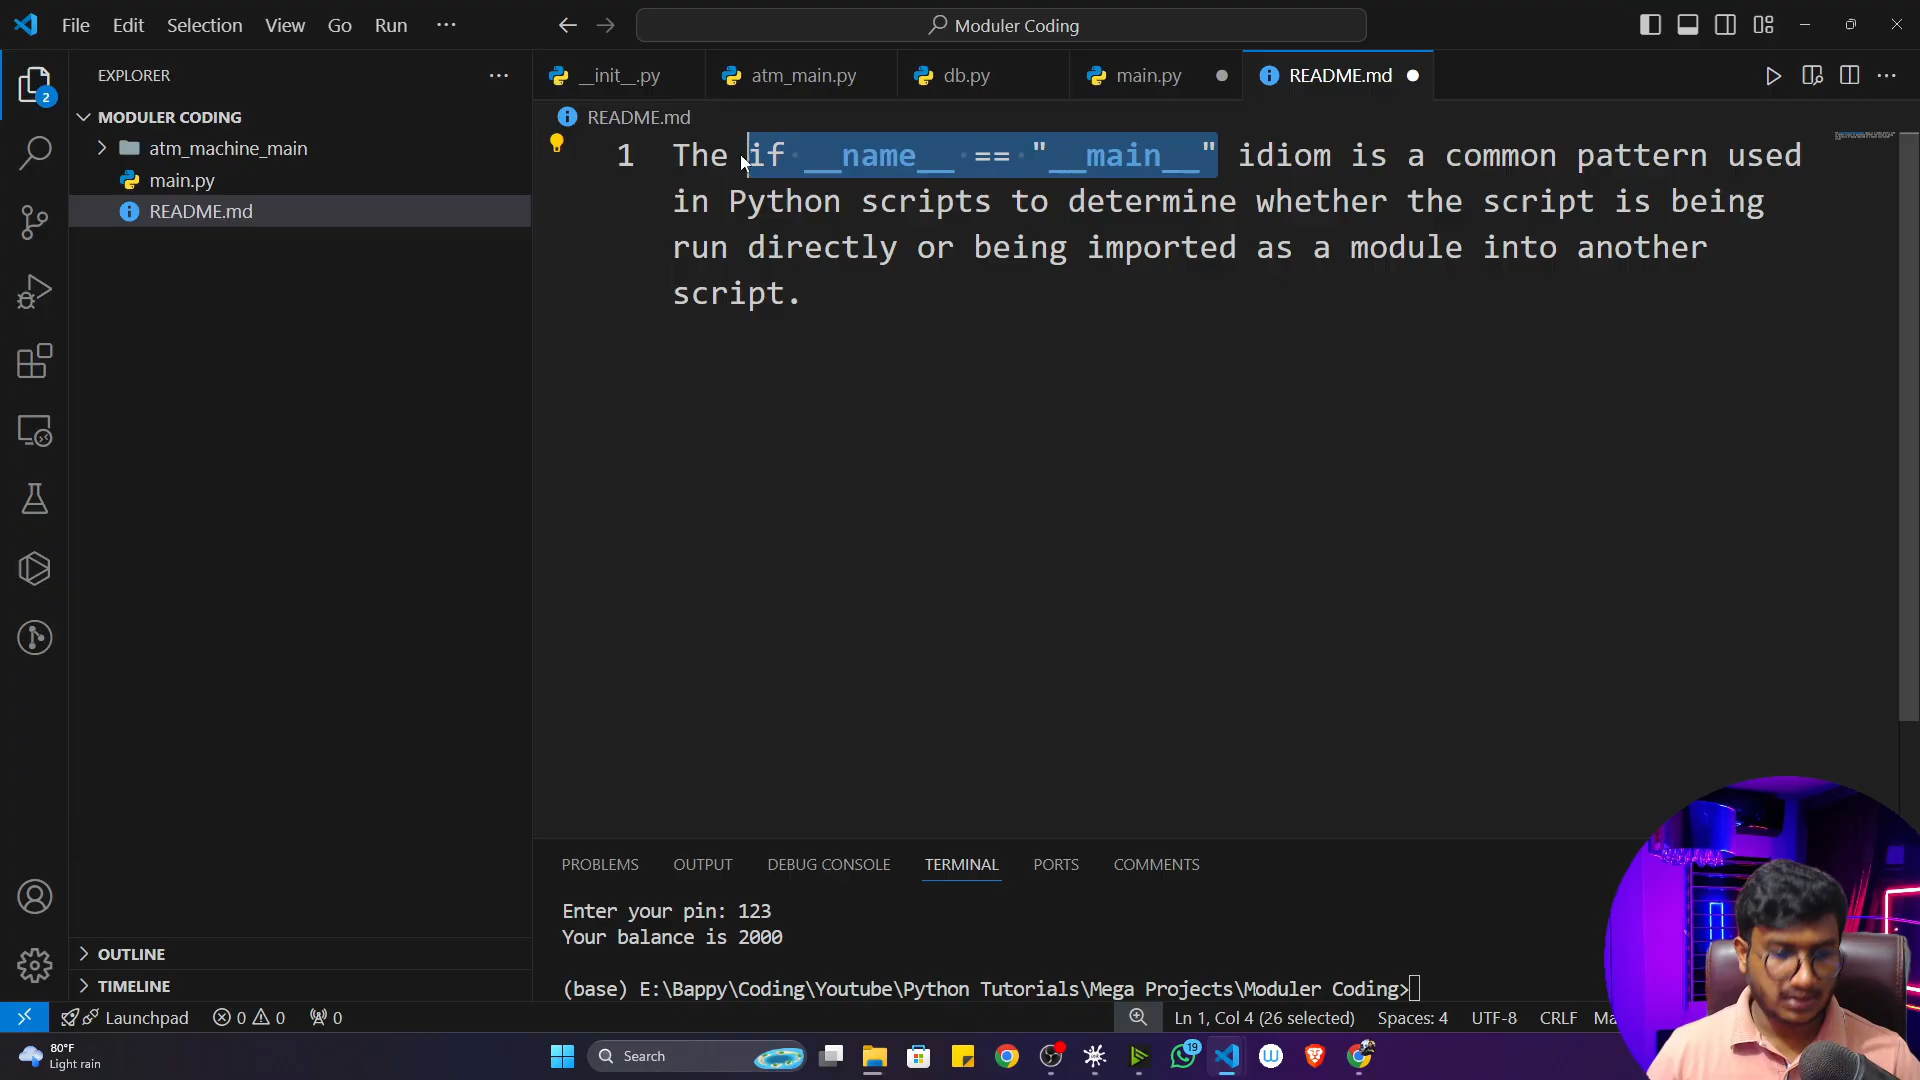 File Edit Selection View Go Run ···
Moduler Coding
EXPLORER ···
__init__.py
atm_main.py
db.py
main.py
README.md
2
MODULER CODING
atm_machine_main
main.py
README.md
README.md
1 The if __name__ == "__main__" idiom is a common pattern used
in Python scripts to determine whether the script is being
run directly or being imported as a module into another
script.
PROBLEMS OUTPUT DEBUG CONSOLE TERMINAL PORTS COMMENTS
Enter your pin: 123
Your balance is 2000
(base) E:\Bappy\Coding\Youtube\Python Tutorials\Mega Projects\Moduler Coding>
OUTLINE
TIMELINE
Launchpad 0 0 0
Ln 1, Col 4 (26 selected) Spaces: 4 UTF-8 CRLF Ma
80°F
Light rain
Search
19